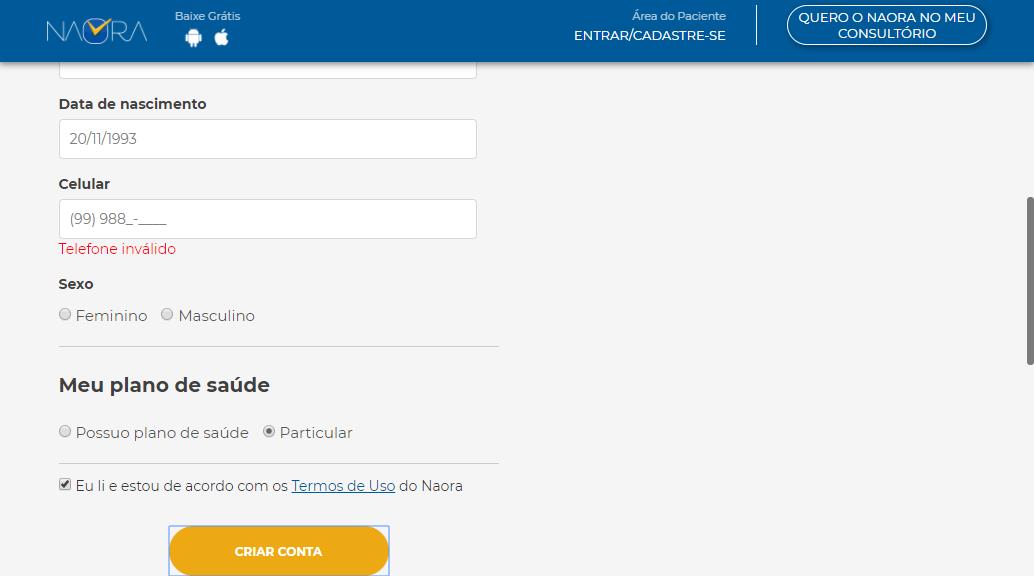 NAORA
Baixe Grátis
Área do Paciente
ENTRAR/CADASTRE-SE
QUERO O NAORA NO MEU
CONSULTÓRIO
Data de nascimento
20/11/1993
Celular
(99) 988_-____
Telefone inválido
Sexo
Feminino Masculino
Meu plano de saúde
Possuo plano de saúde Particular
Eu li e estou de acordo com os Termos de Uso do Naora
CRIAR CONTA